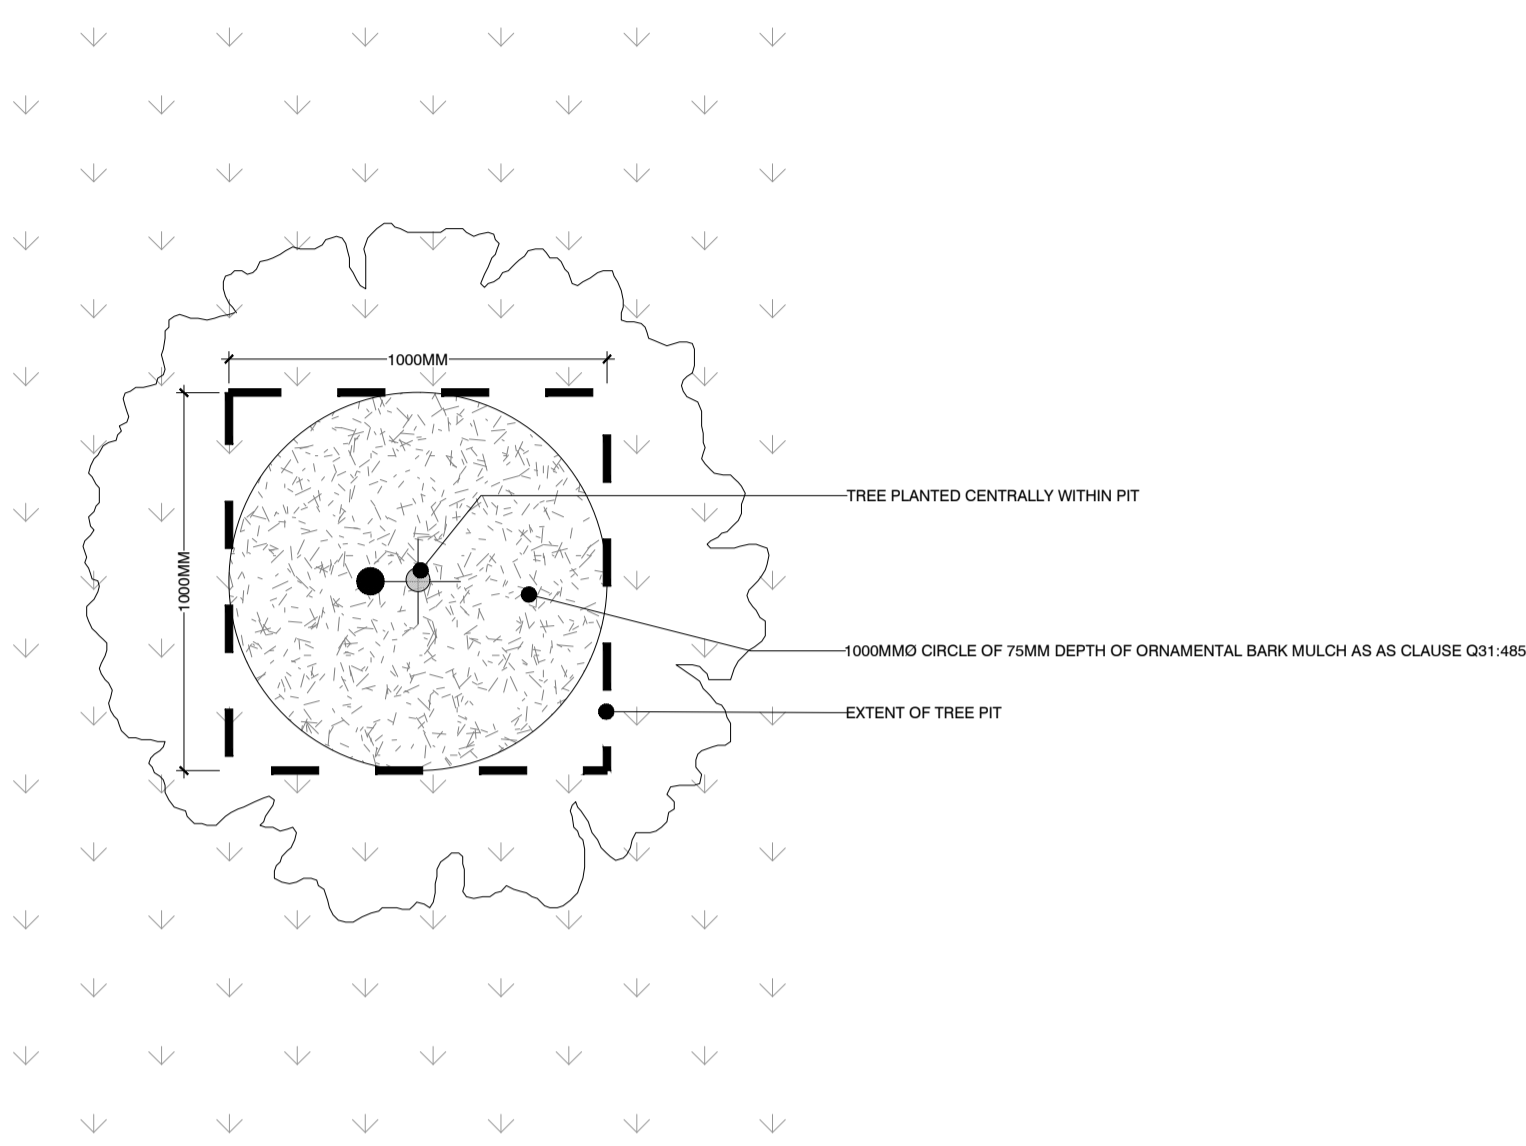 1000MM
1000MM
TREE PLANTED CENTRALLY WITHIN PIT
1000MMØ CIRCLE OF 75MM DEPTH OF ORNAMENTAL BARK MULCH AS AS CLAUSE Q31:485
EXTENT OF TREE PIT